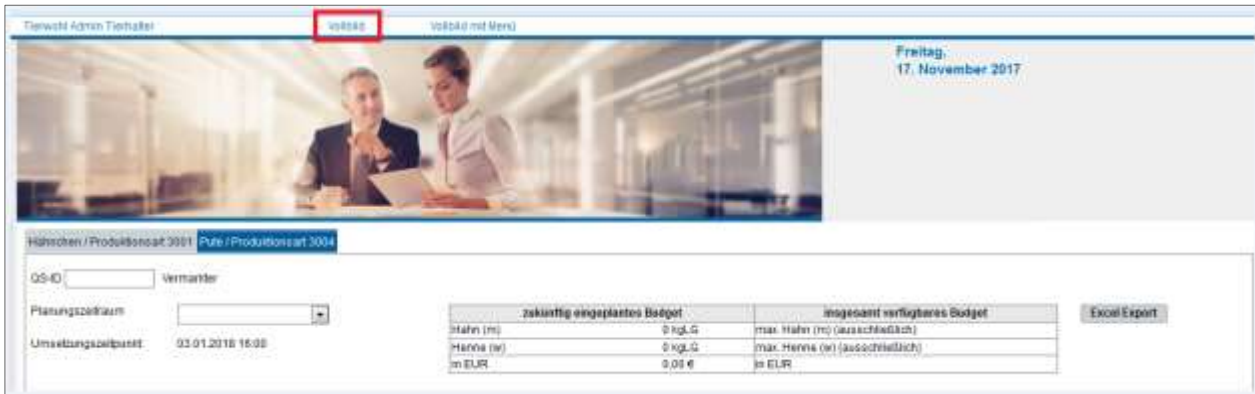 Tierwohl Admin Tierhalter Vollbild Vollbild mit Menü
Freitag,
17. November 2017
Hähnchen / Produktionsart 3001 Pute / Produktionsart 3004
QS-ID Vermarkter
Planungszeitraum
zukünftig eingeplantes Budget insgesamt verfügbares Budget Excel Export
Hahn (m) 0 kgLG max. Hahn (m) (ausschließlich)
Umsetzungszeitpunkt 03.01.2018 16:00
Henne (w) 0 kgLG max. Henne (w) (ausschließlich)
in EUR 0,00 € in EUR